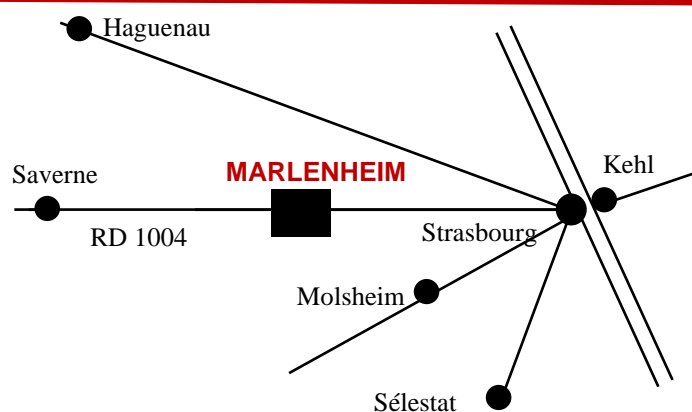 Haguenau
Kehl
MARLENHEIM
Saverne
Strasbourg
RD 1004
Molsheim
Sélestat